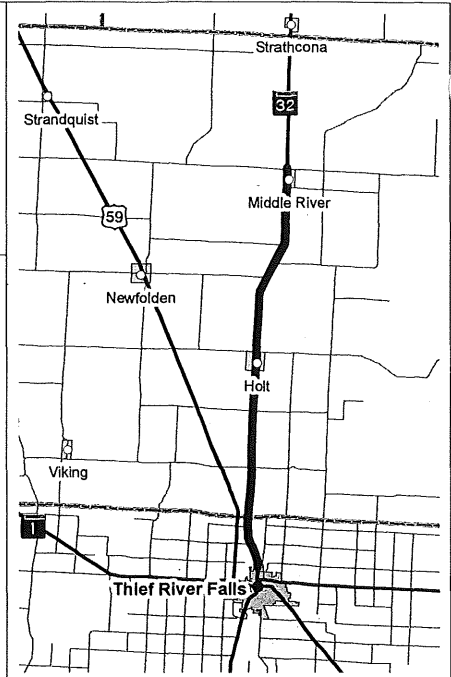 Strathcona
32
Strandquist
Middle River
59
Newfolden
Holt
Viking
1
Thief River Falls